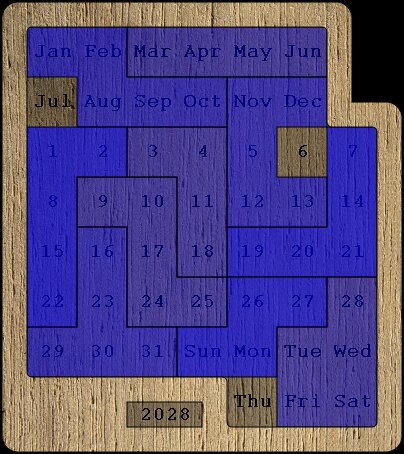 Jan Feb Mar Apr May Jun
Jul Aug Sep Oct Nov Dec
1 2 3 4 5 6 7
8 9 10 11 12 13 14
15 16 17 18 19 20 21
22 23 24 25 26 27 28
29 30 31 Sun Mon Tue Wed
Thu Fri Sat
2028